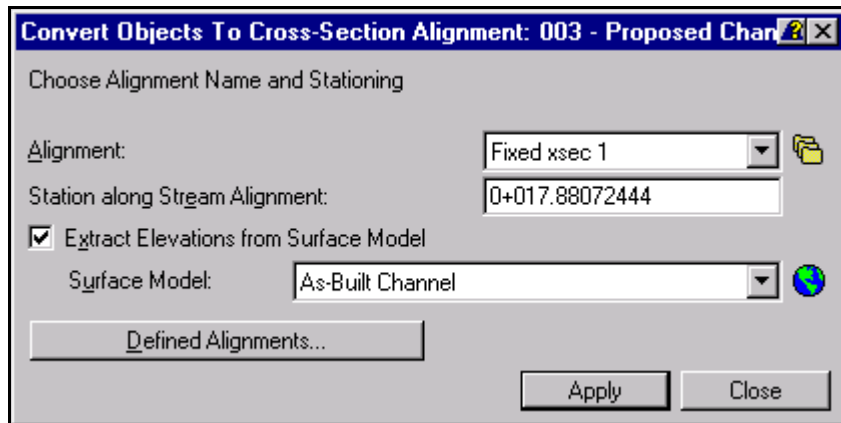 Convert Objects To Cross-Section Alignment: 003 - Proposed Chan
Choose Alignment Name and Stationing
Alignment: Fixed xsec 1
Station along Stream Alignment: 0+017.88072444
Extract Elevations from Surface Model
Surface Model: As-Built Channel
Defined Alignments...
Apply Close